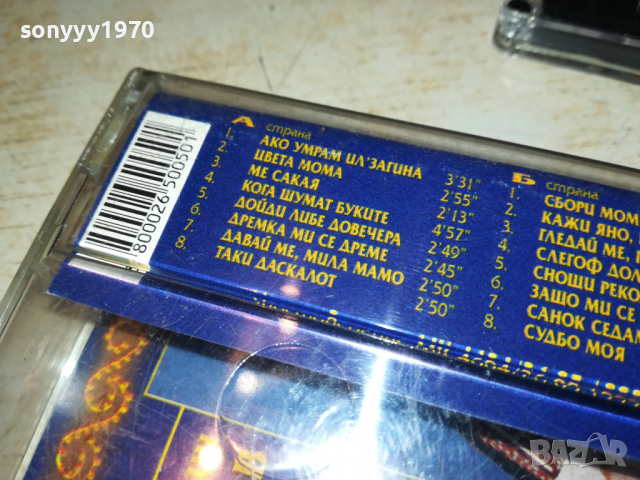 sonyyy1970
А страна
1. АКО УМРАМ ИЛ'ЗАГИНА 3'31"
2. ЦВЕТА МОМА 2'55"
3. МЕ САКАЯ 2'13"
4. КОГА ШУМАТ БУКИТЕ 4'57"
5. ДОЙДИ ЛИБЕ ДОВЕЧЕРА 2'49"
6. ДРЕМКА МИ СЕ ДРЕМЕ 2'45"
7. ДАВАЙ МЕ, МИЛА МАМО 2'50"
8. ТАКИ ДАСКАЛОТ 2'50"
Б страна
1. СБОРИ МОМ
2. КАЖИ ЯНО,
3. ГЛЕДАЙ МЕ,
4. СЛЕГОФ ДОЛ
5. СНОЩИ РЕКО
6. ЗАШО МИ СЕ
7. САНОК СЕДАМ
8. СУДБО МОЯ
800026 500501
BAZAR
bg